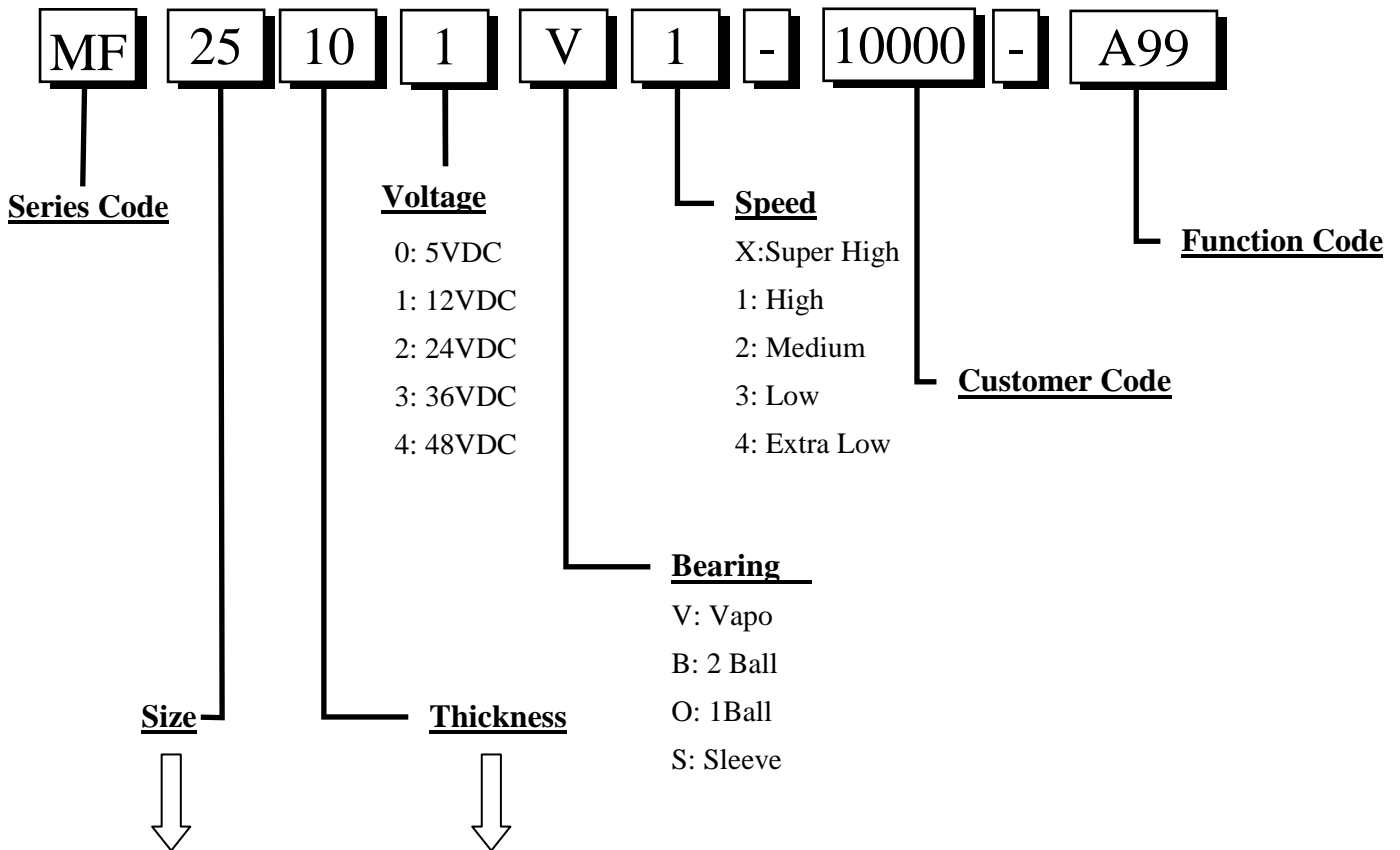 MF 25 10 1 V 1 - 10000 - A99
Series Code
Voltage
0: 5VDC
1: 12VDC
2: 24VDC
3: 36VDC
4: 48VDC
Speed
X:Super High
1: High
2: Medium
3: Low
4: Extra Low
Function Code
Customer Code
Bearing
V: Vapo
B: 2 Ball
O: 1Ball
S: Sleeve
Size
Thickness